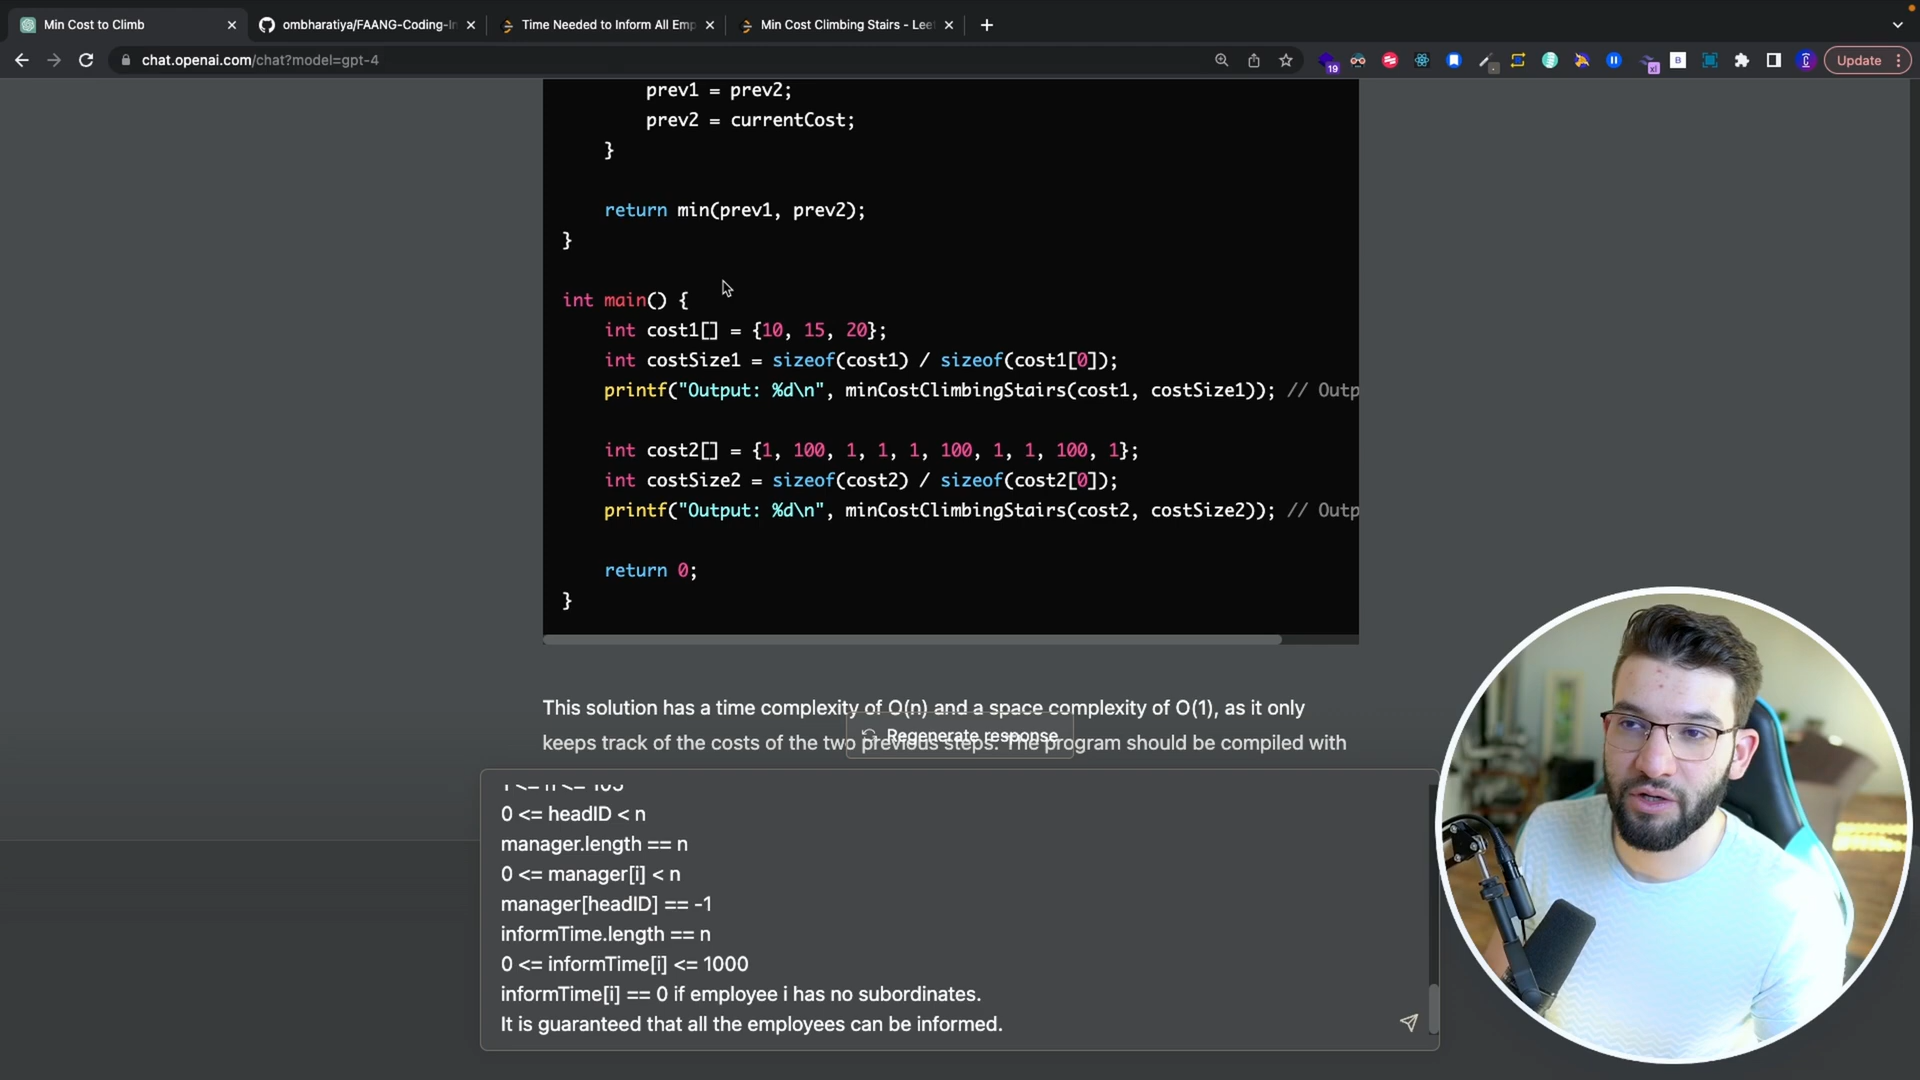 Min Cost to Climb
ombharatiya/FAANG-Coding-In
Time Needed to Inform All Emp
Min Cost Climbing Stairs - Leet
chat.openai.com/chat?model=gpt-4
19
xl
B
Update
prev1 = prev2;
prev2 = currentCost;
}
return min(prev1, prev2);
}
int main() {
int cost1[] = {10, 15, 20};
int costSize1 = sizeof(cost1) / sizeof(cost1[0]);
printf("Output: %d\n", minCostClimbingStairs(cost1, costSize1)); // Outp
int cost2[] = {1, 100, 1, 1, 1, 100, 1, 1, 100, 1};
int costSize2 = sizeof(cost2) / sizeof(cost2[0]);
printf("Output: %d\n", minCostClimbingStairs(cost2, costSize2)); // Outp
return 0;
}
This solution has a time complexity of O(n) and a space complexity of O(1), as it only
keeps track of the costs of the two previous steps. The program should be compiled with
Regenerate response
1 <= n <= 105
0 <= headID < n
manager.length == n
0 <= manager[i] < n
manager[headID] == -1
informTime.length == n
0 <= informTime[i] <= 1000
informTime[i] == 0 if employee i has no subordinates.
It is guaranteed that all the employees can be informed.